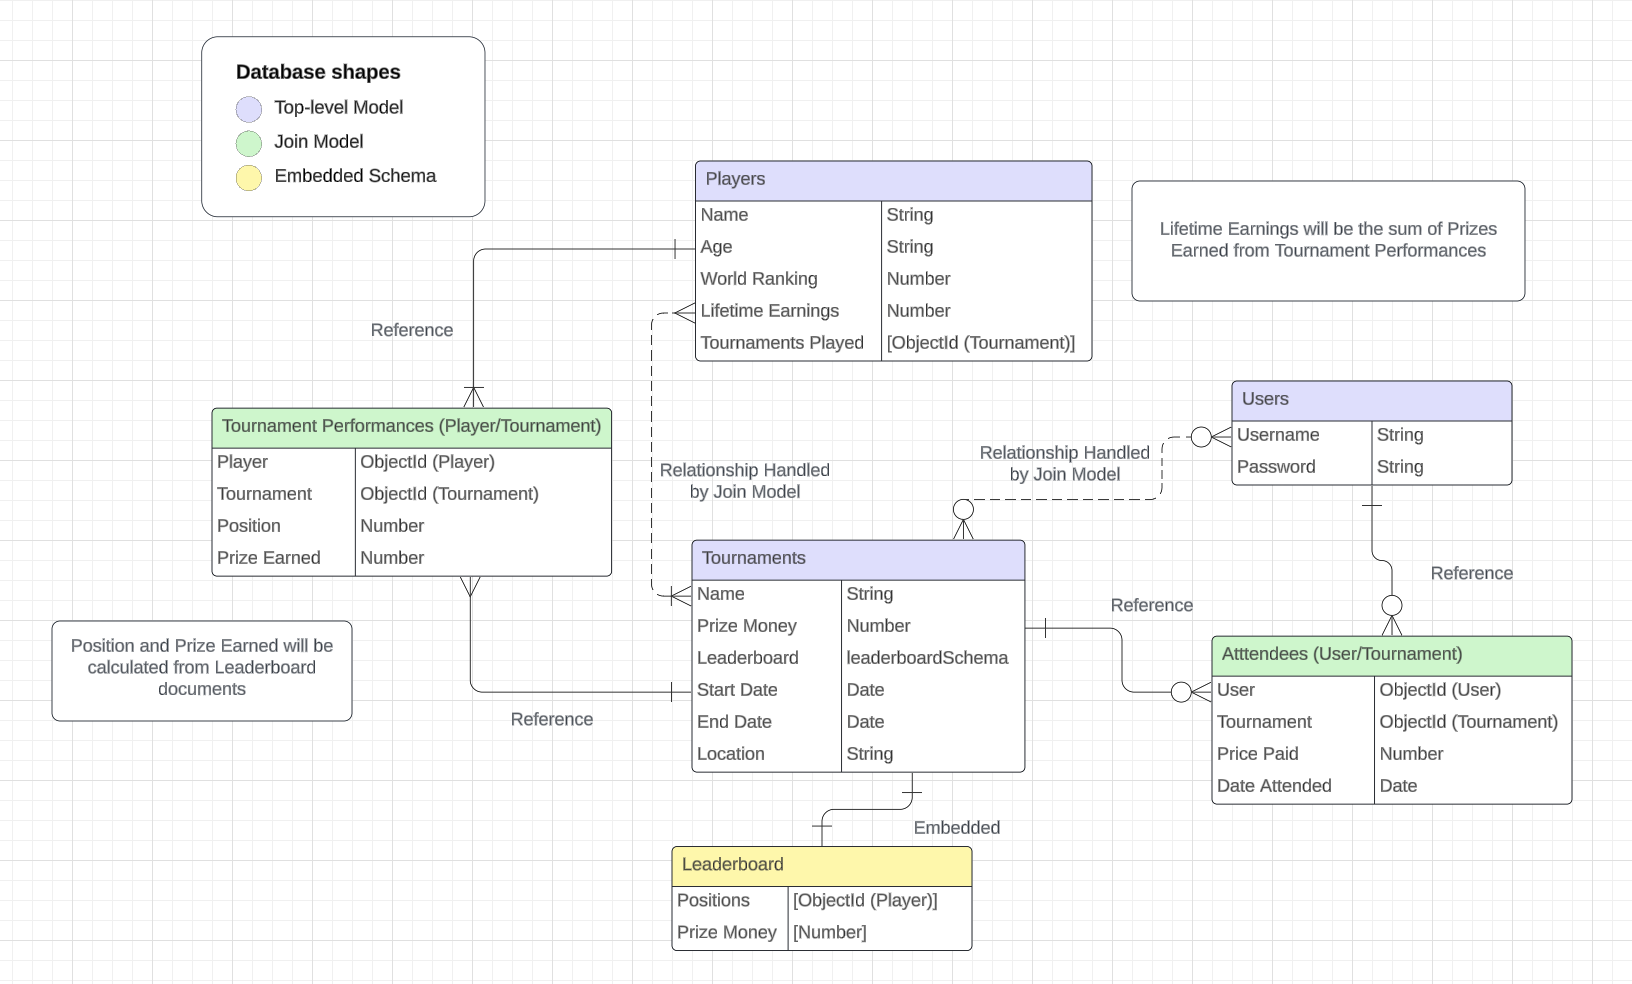 Database shapes
Top-level Model
Join Model
Embedded Schema
Players
Name String
Age String
World Ranking Number
Lifetime Earnings Number
Tournaments Played [ObjectId (Tournament)]
Lifetime Earnings will be the sum of Prizes
Earned from Tournament Performances
Reference
Users
Username String
Password String
Tournament Performances (Player/Tournament)
Player ObjectId (Player)
Tournament ObjectId (Tournament)
Position Number
Prize Earned Number
Relationship Handled
by Join Model
Relationship Handled
by Join Model
Tournaments
Name String
Prize Money Number
Leaderboard leaderboardSchema
Start Date Date
End Date Date
Location String
Reference
Reference
Position and Prize Earned will be
calculated from Leaderboard
documents
Reference
Atttendees (User/Tournament)
User ObjectId (User)
Tournament ObjectId (Tournament)
Price Paid Number
Date Attended Date
Embedded
Leaderboard
Positions [ObjectId (Player)]
Prize Money [Number]